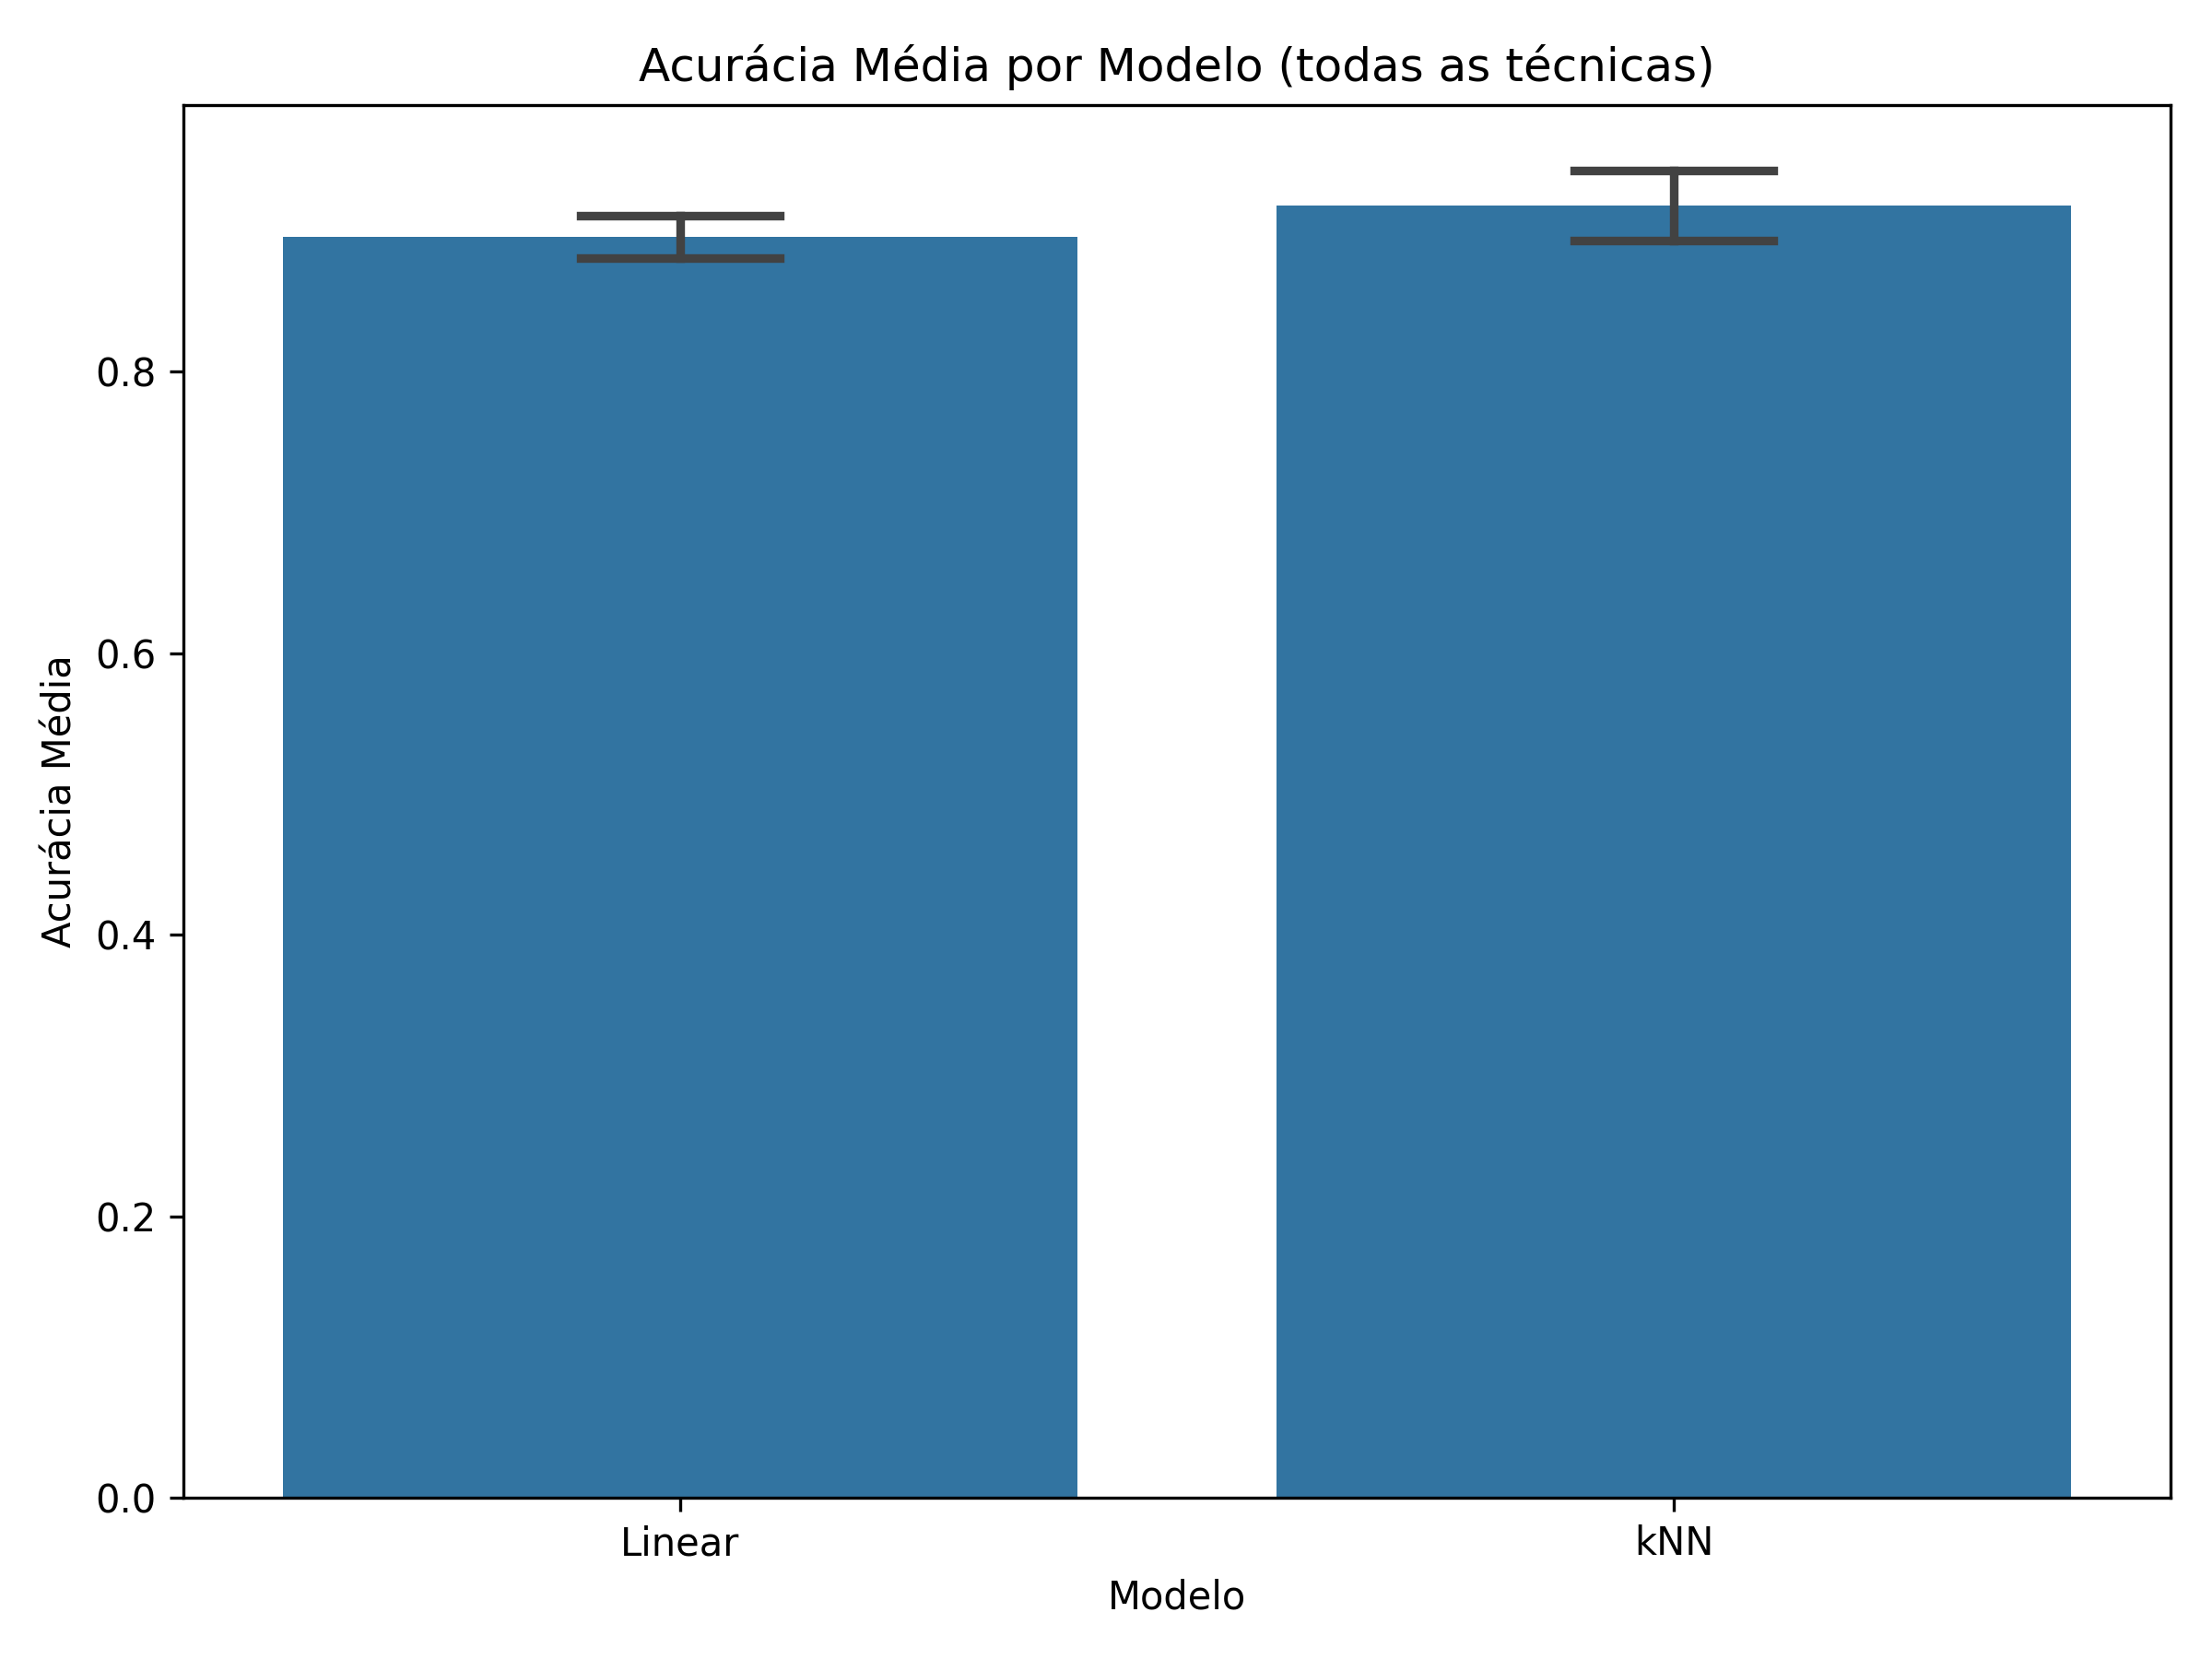 Acurácia Média por Modelo (todas as técnicas)
Acurácia Média
0.8
0.6
0.4
0.2
0.0
Linear
kNN
Modelo